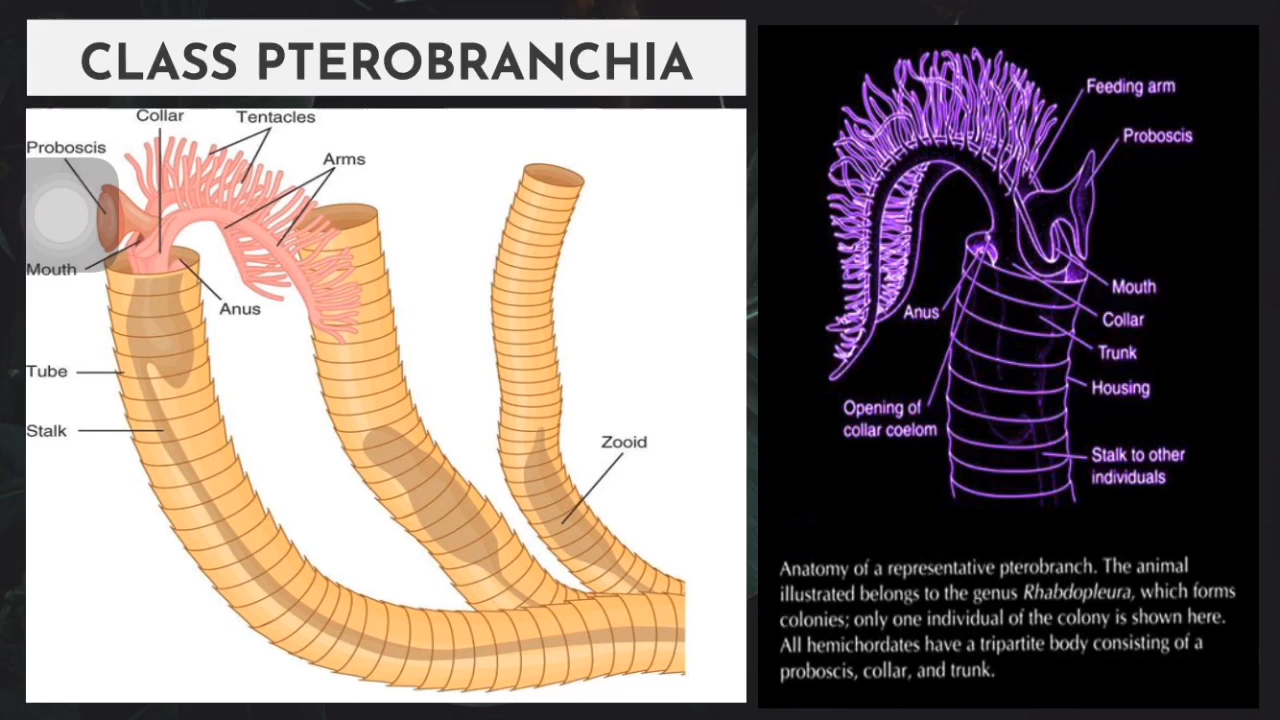 CLASS PTEROBRANCHIA
Collar
Tentacles
Proboscis
Arms
Mouth
Anus
Tube
Stalk
Zooid
Feeding arm
Proboscis
Mouth
Anus
Collar
Trunk
Housing
Opening of
collar coelom
Stalk to other
individuals
Anatomy of a representative pterobranch. The animal
illustrated belongs to the genus Rhabdopleura, which forms
colonies; only one individual of the colony is shown here.
All hemichordates have a tripartite body consisting of a
proboscis, collar, and trunk.